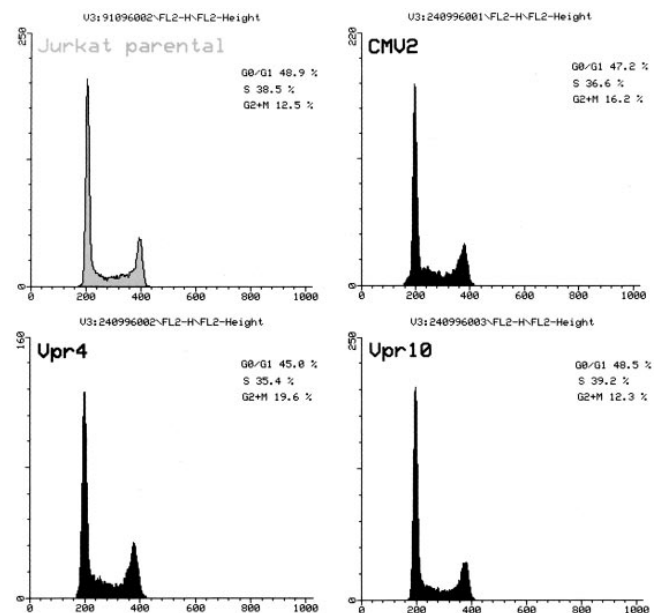 V3:91096002\FL2-H\FL2-Height
250
Jurkat parental
G0/G1 48.9 %
S 38.5 %
G2+M 12.5 %
0
0 200 400 600 800 1000
V3:240996001\FL2-H\FL2-Height
220
CMV2
G0/G1 47.2 %
S 36.6 %
G2+M 16.2 %
0
0 200 400 600 800 1000
V3:240996002\FL2-H\FL2-Height
160
Vpr4
G0/G1 45.0 %
S 35.4 %
G2+M 19.6 %
0
0 200 400 600 800 1000
V3:240996003\FL2-H\FL2-Height
250
Vpr10
G0/G1 48.5 %
S 39.2 %
G2+M 12.3 %
0
0 200 400 600 800 1000